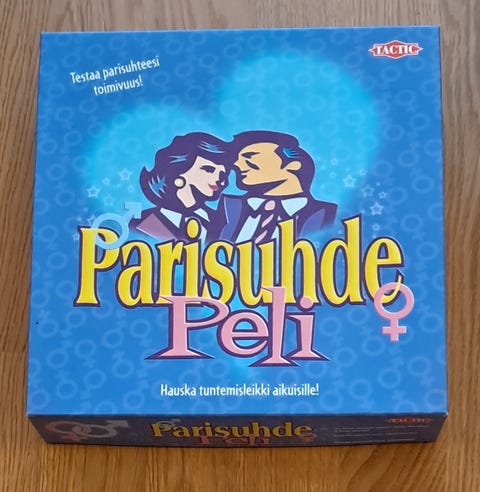 TACTIC
Testaa parisuhteesi
toimivuus!
Parisuhde
Peli
Hauska tuntemisleikki aikuisille!
Parisuhde
Peli
TACTIC